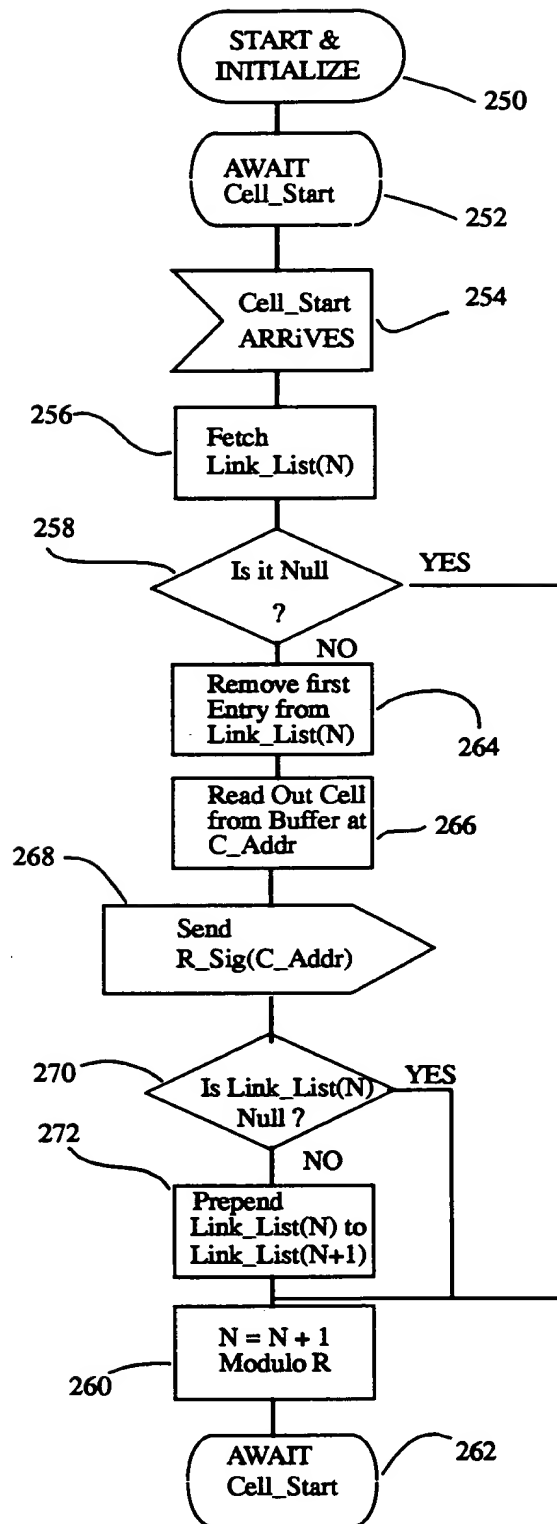 START &
INITIALIZE
250
AWAIT
Cell_Start
252
Cell_Start
ARRiVES
254
256
Fetch
Link_List(N)
258
Is it Null
?
YES
NO
Remove first
Entry from
Link_List(N)
264
Read Out Cell
from Buffer at
C_Addr
266
268
Send
R_Sig(C_Addr)
270
Is Link_List(N)
Null ?
YES
272
NO
Prepend
Link_List(N) to
Link_List(N+1)
N = N + 1
Modulo R
260
AWAIT
Cell_Start
262